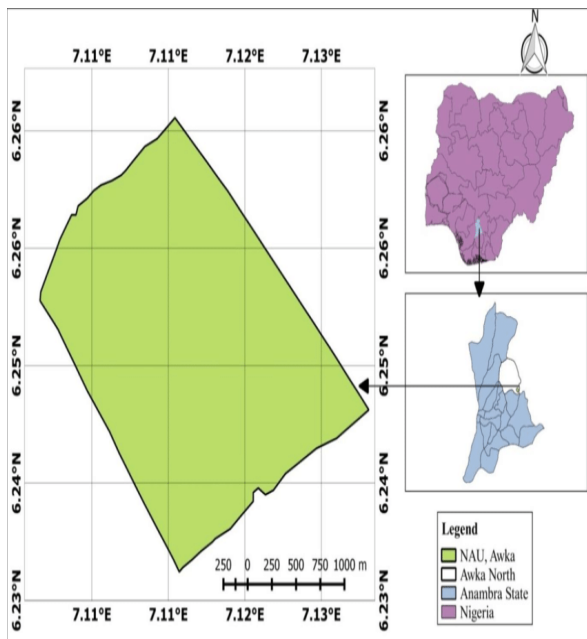 N
7.11°E 7.11°E 7.12°E 7.13°E
6.26°N 6.26°N
6.26°N 6.26°N
6.25°N 6.25°N
6.24°N 6.24°N
6.23°N 6.23°N
250 0 250 500 750 1000 m
7.11°E 7.11°E 7.12°E 7.13°E
Legend
NAU, Awka
Awka North
Anambra State
Nigeria